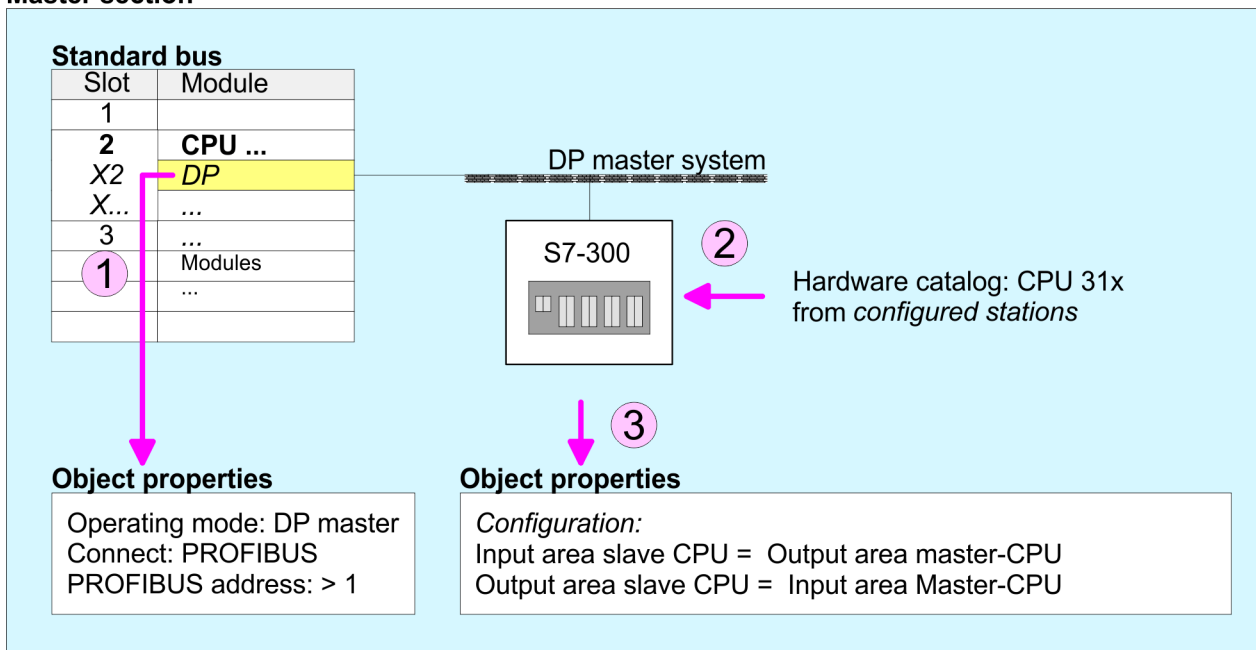 Master section
Standard bus
Slot Module
1
2 CPU ...
X2 DP
X... ...
3 ...
Modules
...
1
DP master system
S7-300
2
Hardware catalog: CPU 31x
from configured stations
3
Object properties
Operating mode: DP master
Connect: PROFIBUS
PROFIBUS address: > 1
Object properties
Configuration:
Input area slave CPU = Output area master-CPU
Output area slave CPU = Input area Master-CPU